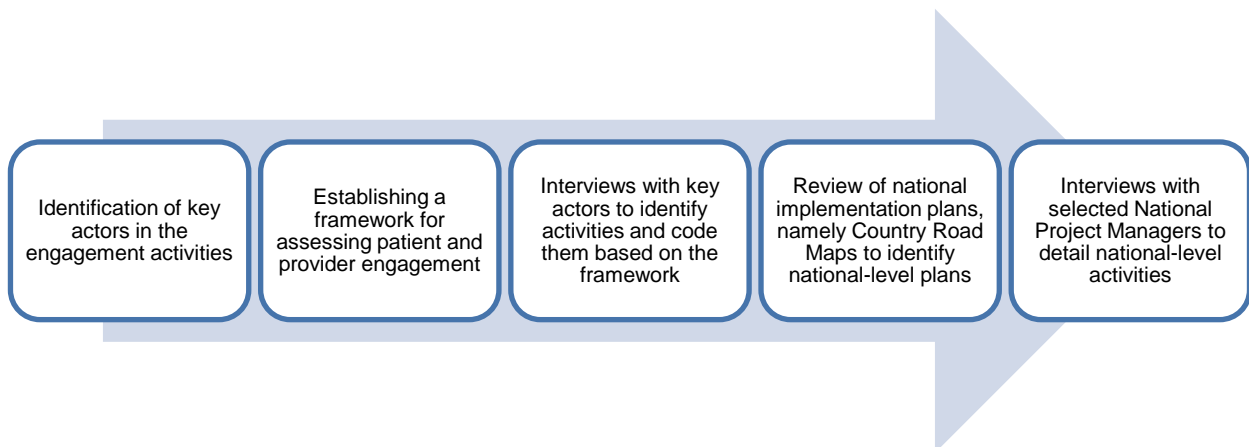 Identification of key
actors in the
engagement activities
Establishing a
framework for
assessing patient and
provider engagement
Interviews with key
actors to identify
activities and code
them based on the
framework
Review of national
implementation plans,
namely Country Road
Maps to identify
national-level plans
Interviews with
selected National
Project Managers to
detail national-level
activities